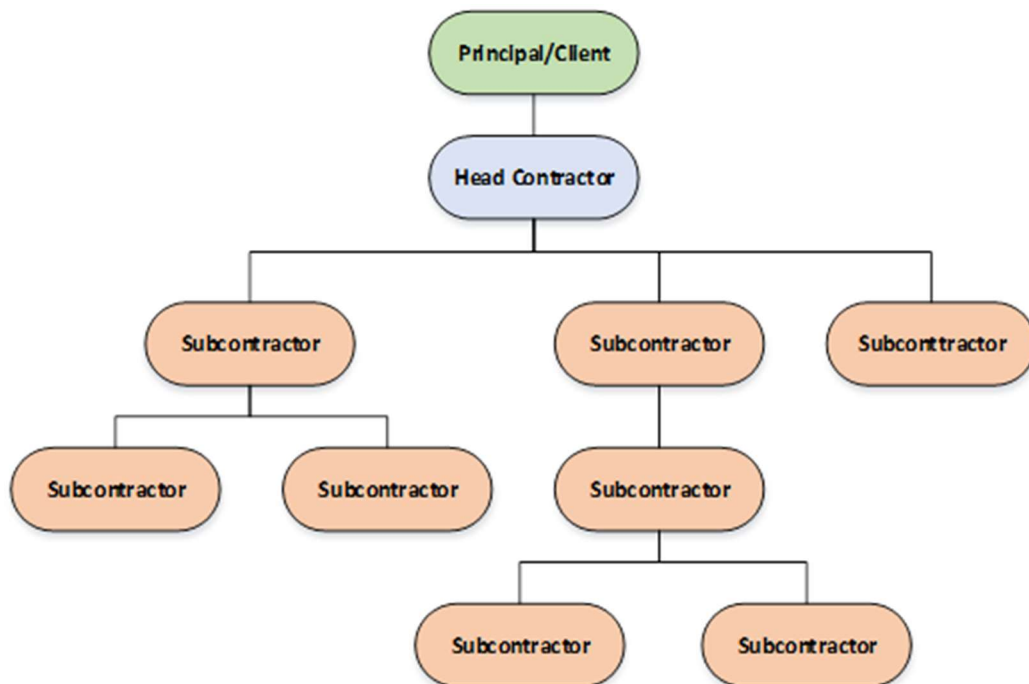 Principal/Client
Head Contractor
Subcontractor
Subcontractor
Subconttractor
Subcontractor
Subcontractor
Subcontractor
Subcontractor
Subcontractor